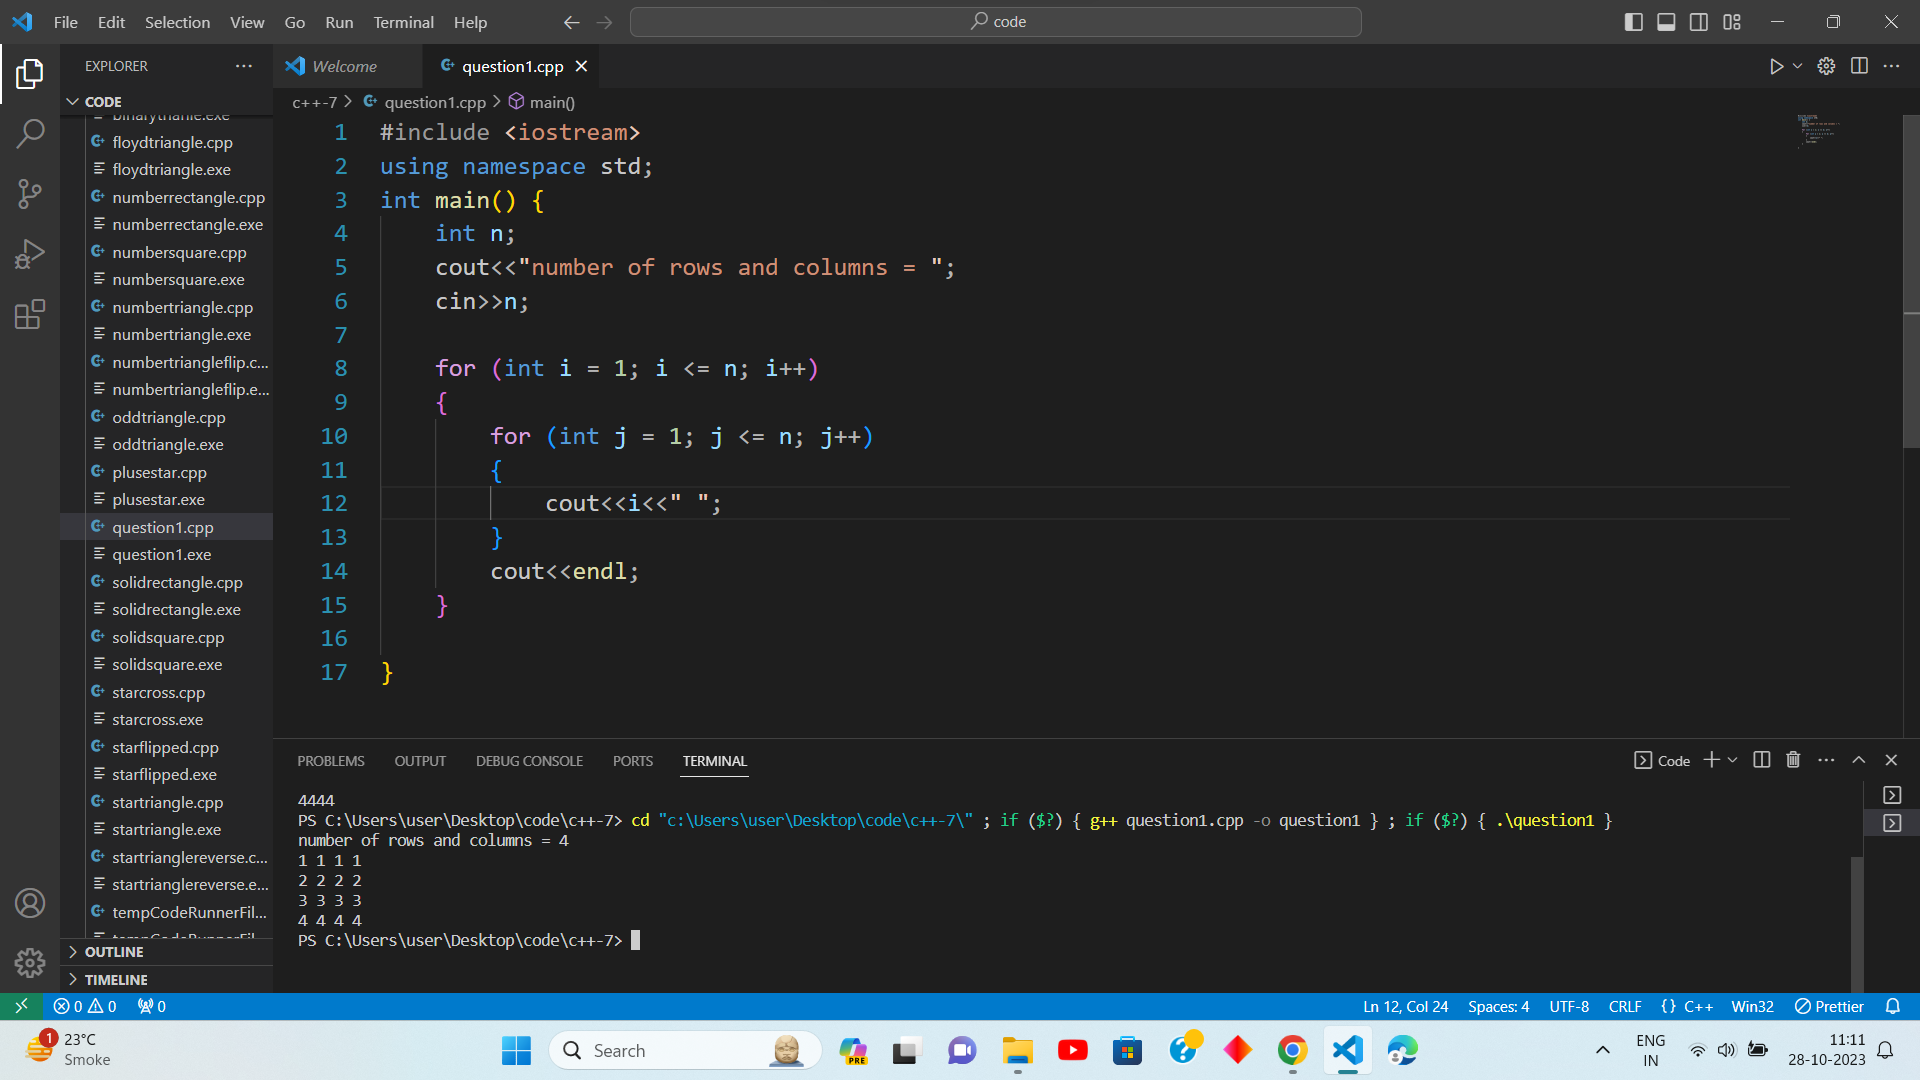 File Edit Selection View Go Run Terminal Help
code
EXPLORER
Welcome
question1.cpp
CODE
c++-7 > question1.cpp > main()
floydtriangle.cpp
floydtriangle.exe
numberrectangle.cpp
numberrectangle.exe
numbersquare.cpp
numbersquare.exe
numbertriangle.cpp
numbertriangle.exe
numbertriangleflip.c...
numbertriangleflip.e...
oddtriangle.cpp
oddtriangle.exe
plusestar.cpp
plusestar.exe
question1.cpp
question1.exe
solidrectangle.cpp
solidrectangle.exe
solidsquare.cpp
solidsquare.exe
starcross.cpp
starcross.exe
starflipped.cpp
starflipped.exe
startriangle.cpp
startriangle.exe
startrianglereverse.c...
startrianglereverse.e...
tempCodeRunnerFil...
OUTLINE
TIMELINE
1 #include <iostream>
2 using namespace std;
3 int main() {
4 int n;
5 cout<<"number of rows and columns = ";
6 cin>>n;
7
8 for (int i = 1; i <= n; i++)
9 {
10 for (int j = 1; j <= n; j++)
11 {
12 cout<<i<<" ";
13 }
14 cout<<endl;
15 }
16
17 }
PROBLEMS OUTPUT DEBUG CONSOLE PORTS TERMINAL
Code
4444
PS C:\Users\user\Desktop\code\c++-7> cd "c:\Users\user\Desktop\code\c++-7\" ; if ($?) { g++ question1.cpp -o question1 } ; if ($?) { .\question1 }
number of rows and columns = 4
1 1 1 1
2 2 2 2
3 3 3 3
4 4 4 4
PS C:\Users\user\Desktop\code\c++-7>
0 0 0
Ln 12, Col 24 Spaces: 4 UTF-8 CRLF {} C++ Win32 Prettier
1
23°C
Smoke
Search
PRE
ENG
IN
11:11
28-10-2023